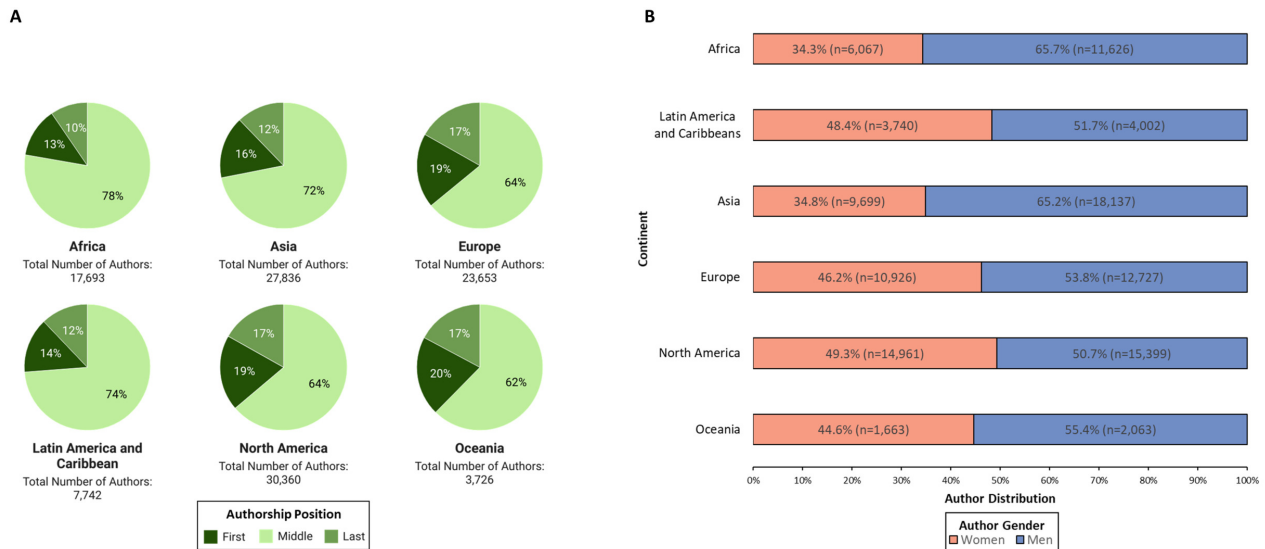 A
10%
13%
78%
Africa
Total Number of Authors:
17,693
12%
16%
72%
Asia
Total Number of Authors:
27,836
17%
19%
64%
Europe
Total Number of Authors:
23,653
12%
14%
74%
Latin America and
Caribbean
Total Number of Authors:
7,742
17%
19%
64%
North America
Total Number of Authors:
30,360
17%
20%
62%
Oceania
Total Number of Authors:
3,726
Authorship Position
First Middle Last
B
Continent
Africa 34.3% (n=6,067) 65.7% (n=11,626)
Latin America
and Caribbeans
48.4% (n=3,740) 51.7% (n=4,002)
Asia 34.8% (n=9,699) 65.2% (n=18,137)
Europe 46.2% (n=10,926) 53.8% (n=12,727)
North America 49.3% (n=14,961) 50.7% (n=15,399)
Oceania 44.6% (n=1,663) 55.4% (n=2,063)
0% 10% 20% 30% 40% 50% 60% 70% 80% 90% 100%
Author Distribution
Author Gender
Women Men